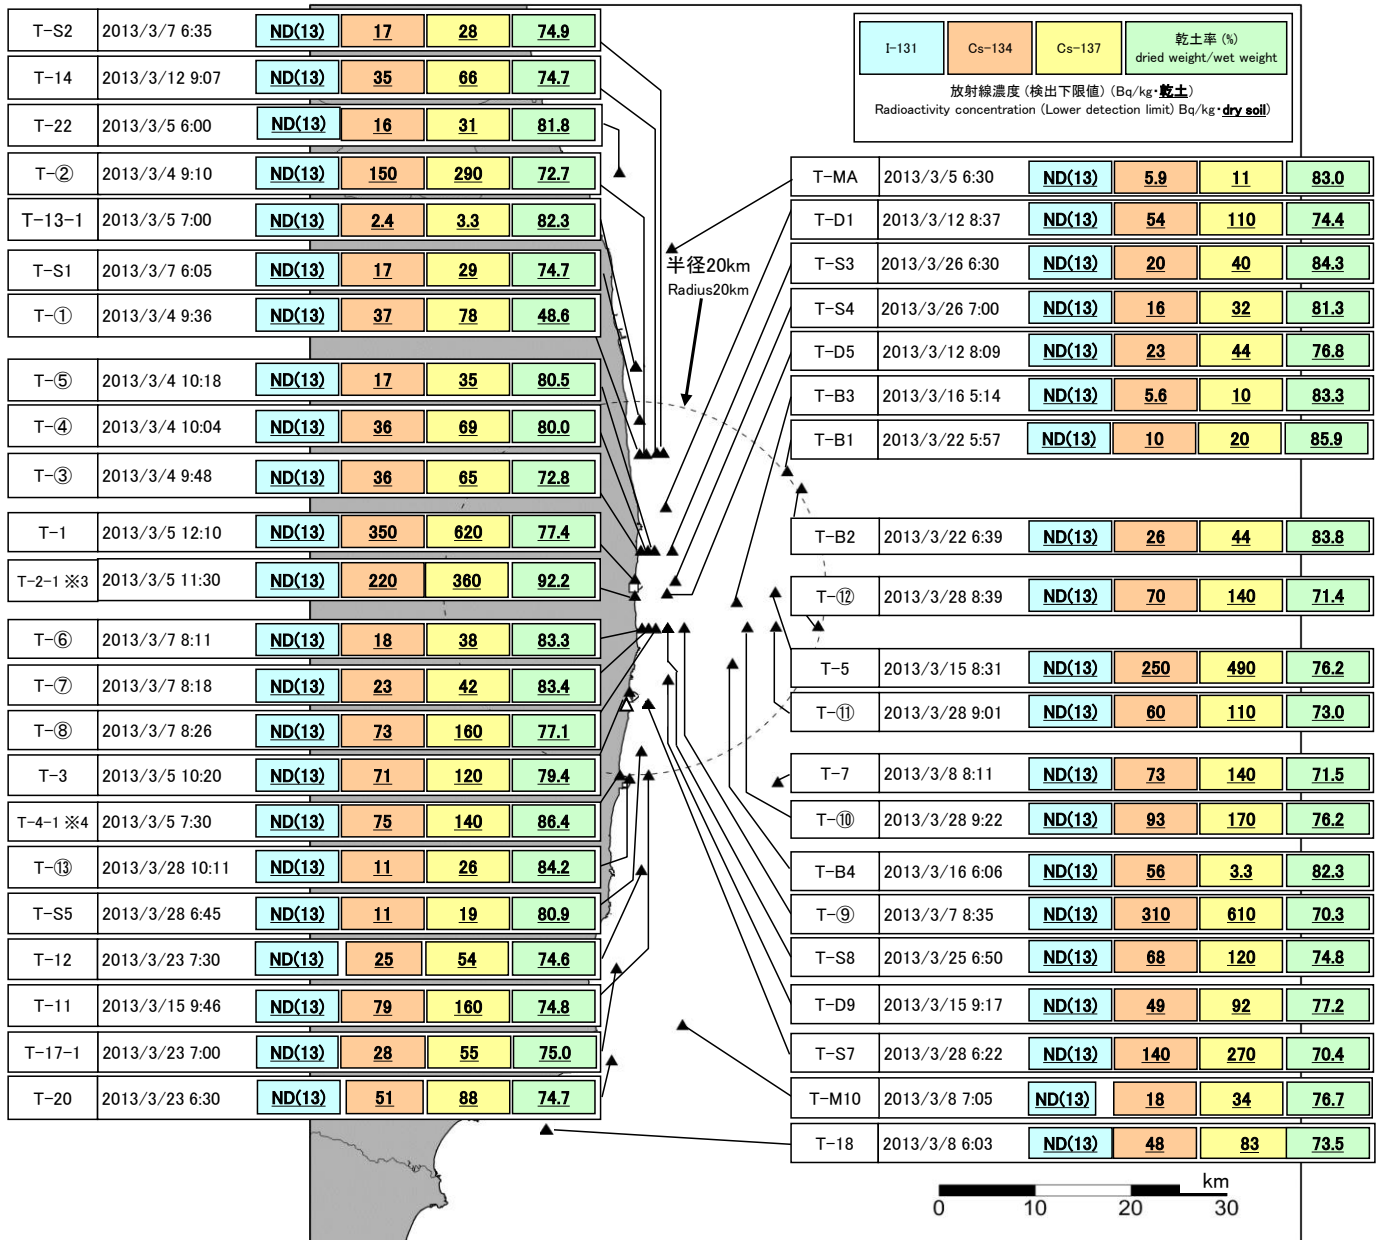 T-S2 2013/3/7 6:35 ND(13) 17 28 74.9
T-14 2013/3/12 9:07 ND(13) 35 66 74.7
T-22 2013/3/5 6:00 ND(13) 16 31 81.8
T-② 2013/3/4 9:10 ND(13) 150 290 72.7
T-13-1 2013/3/5 7:00 ND(13) 2.4 3.3 82.3
T-S1 2013/3/7 6:05 ND(13) 17 29 74.7
T-① 2013/3/4 9:36 ND(13) 37 78 48.6
T-⑤ 2013/3/4 10:18 ND(13) 17 35 80.5
T-④ 2013/3/4 10:04 ND(13) 36 69 80.0
T-③ 2013/3/4 9:48 ND(13) 36 65 72.8
T-1 2013/3/5 12:10 ND(13) 350 620 77.4
T-2-1 ※3 2013/3/5 11:30 ND(13) 220 360 92.2
T-⑥ 2013/3/7 8:11 ND(13) 18 38 83.3
T-⑦ 2013/3/7 8:18 ND(13) 23 42 83.4
T-⑧ 2013/3/7 8:26 ND(13) 73 160 77.1
T-3 2013/3/5 10:20 ND(13) 71 120 79.4
T-4-1 ※4 2013/3/5 7:30 ND(13) 75 140 86.4
T-⑬ 2013/3/28 10:11 ND(13) 11 26 84.2
T-S5 2013/3/28 6:45 ND(13) 11 19 80.9
T-12 2013/3/23 7:30 ND(13) 25 54 74.6
T-11 2013/3/15 9:46 ND(13) 79 160 74.8
T-17-1 2013/3/23 7:00 ND(13) 28 55 75.0
T-20 2013/3/23 6:30 ND(13) 51 88 74.7
半径20km
Radius20km
I-131 Cs-134 Cs-137 乾土率 (%)
dried weight/wet weight
放射線濃度 (検出下限値) (Bq/kg・乾土)
Radioactivity concentration (Lower detection limit) Bq/kg・dry soil)
T-MA 2013/3/5 6:30 ND(13) 5.9 11 83.0
T-D1 2013/3/12 8:37 ND(13) 54 110 74.4
T-S3 2013/3/26 6:30 ND(13) 20 40 84.3
T-S4 2013/3/26 7:00 ND(13) 16 32 81.3
T-D5 2013/3/12 8:09 ND(13) 23 44 76.8
T-B3 2013/3/16 5:14 ND(13) 5.6 10 83.3
T-B1 2013/3/22 5:57 ND(13) 10 20 85.9
T-B2 2013/3/22 6:39 ND(13) 26 44 83.8
T-⑫ 2013/3/28 8:39 ND(13) 70 140 71.4
T-5 2013/3/15 8:31 ND(13) 250 490 76.2
T-⑪ 2013/3/28 9:01 ND(13) 60 110 73.0
T-7 2013/3/8 8:11 ND(13) 73 140 71.5
T-⑩ 2013/3/28 9:22 ND(13) 93 170 76.2
T-B4 2013/3/16 6:06 ND(13) 56 3.3 82.3
T-⑨ 2013/3/7 8:35 ND(13) 310 610 70.3
T-S8 2013/3/25 6:50 ND(13) 68 120 74.8
T-D9 2013/3/15 9:17 ND(13) 49 92 77.2
T-S7 2013/3/28 6:22 ND(13) 140 270 70.4
T-M10 2013/3/8 7:05 ND(13) 18 34 76.7
T-18 2013/3/8 6:03 ND(13) 48 83 73.5
km
0 10 20 30